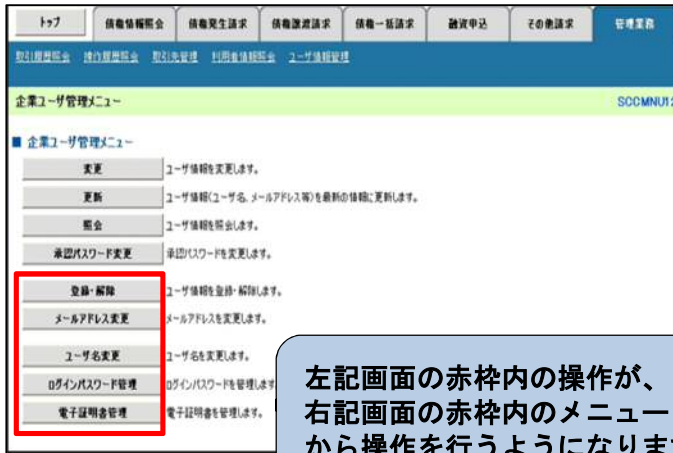 トップ 債権情報照会 債権発生請求 債権譲渡請求 債権一括請求 融資申込 その他請求 管理業務
取引履歴照会 操作履歴照会 取引先管理 利用者情報照会 ユーザ情報管理
企業ユーザ管理メニュー SCCMNU12
■ 企業ユーザ管理メニュー
変更 ユーザ情報を変更します。
更新 ユーザ情報(ユーザ名、メールアドレス等)を最新の情報に更新します。
照会 ユーザ情報を照会します。
承認パスワード変更 承認パスワードを変更します。
登録・解除 ユーザ情報を登録・解除します。
メールアドレス変更 メールアドレスを変更します。
ユーザ名変更 ユーザ名を変更します。
ログインパスワード管理 ログインパスワードを管理します
電子証明書管理 電子証明書を管理します。
左記画面の赤枠内の操作が、
右記画面の赤枠内のメニュー
から操作を行うようになります